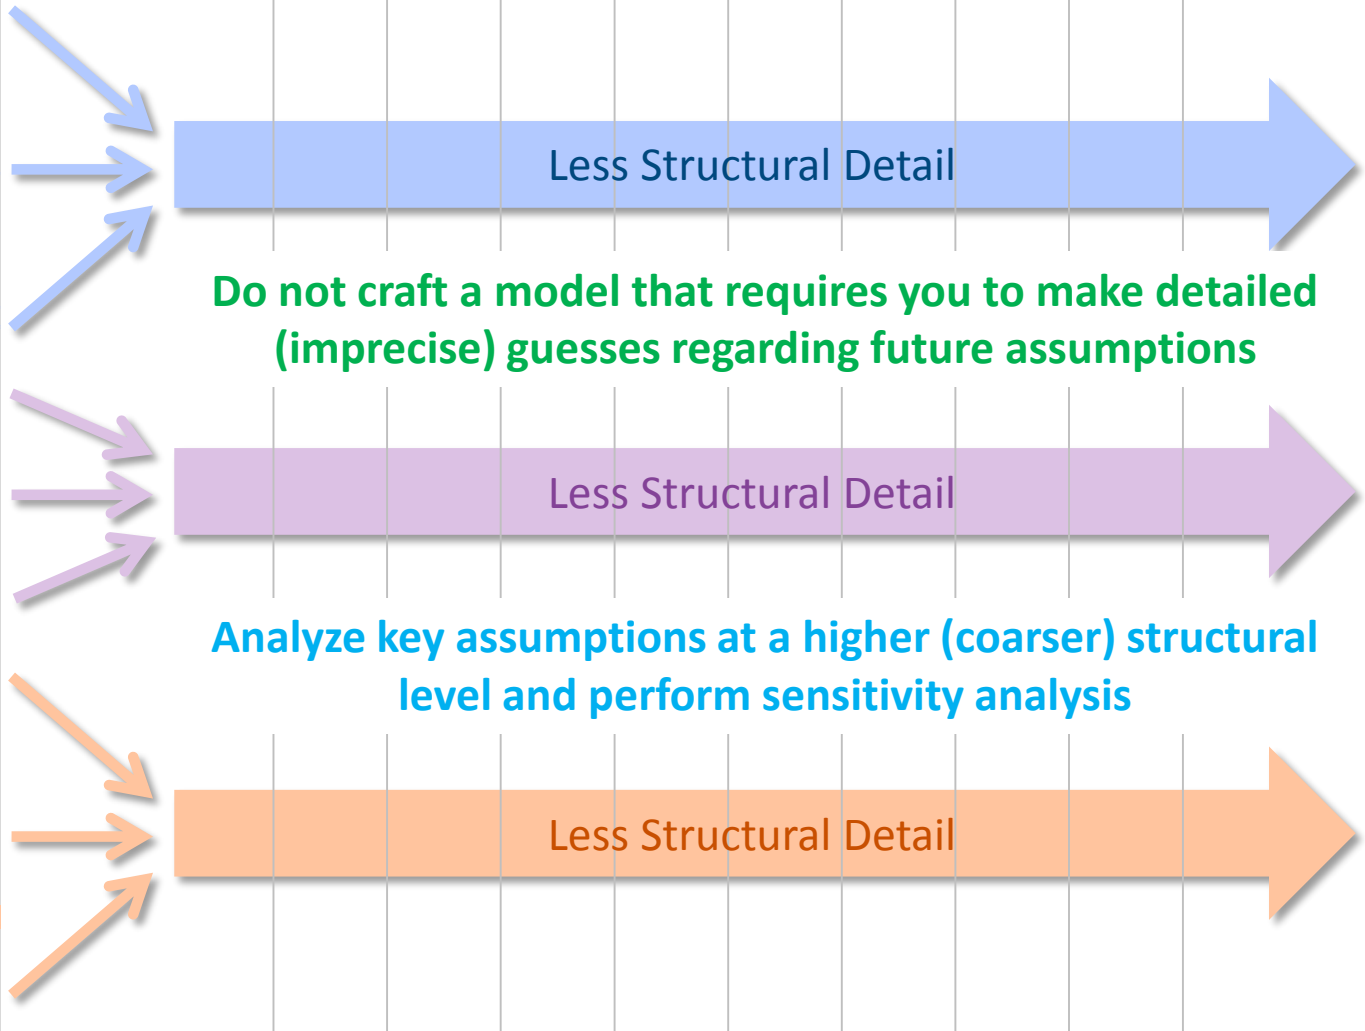 Less Structural Detail
Do not craft a model that requires you to make detailed
(imprecise) guesses regarding future assumptions
Less Structural Detail
Analyze key assumptions at a higher (coarser) structural
level and perform sensitivity analysis
Less Structural Detail